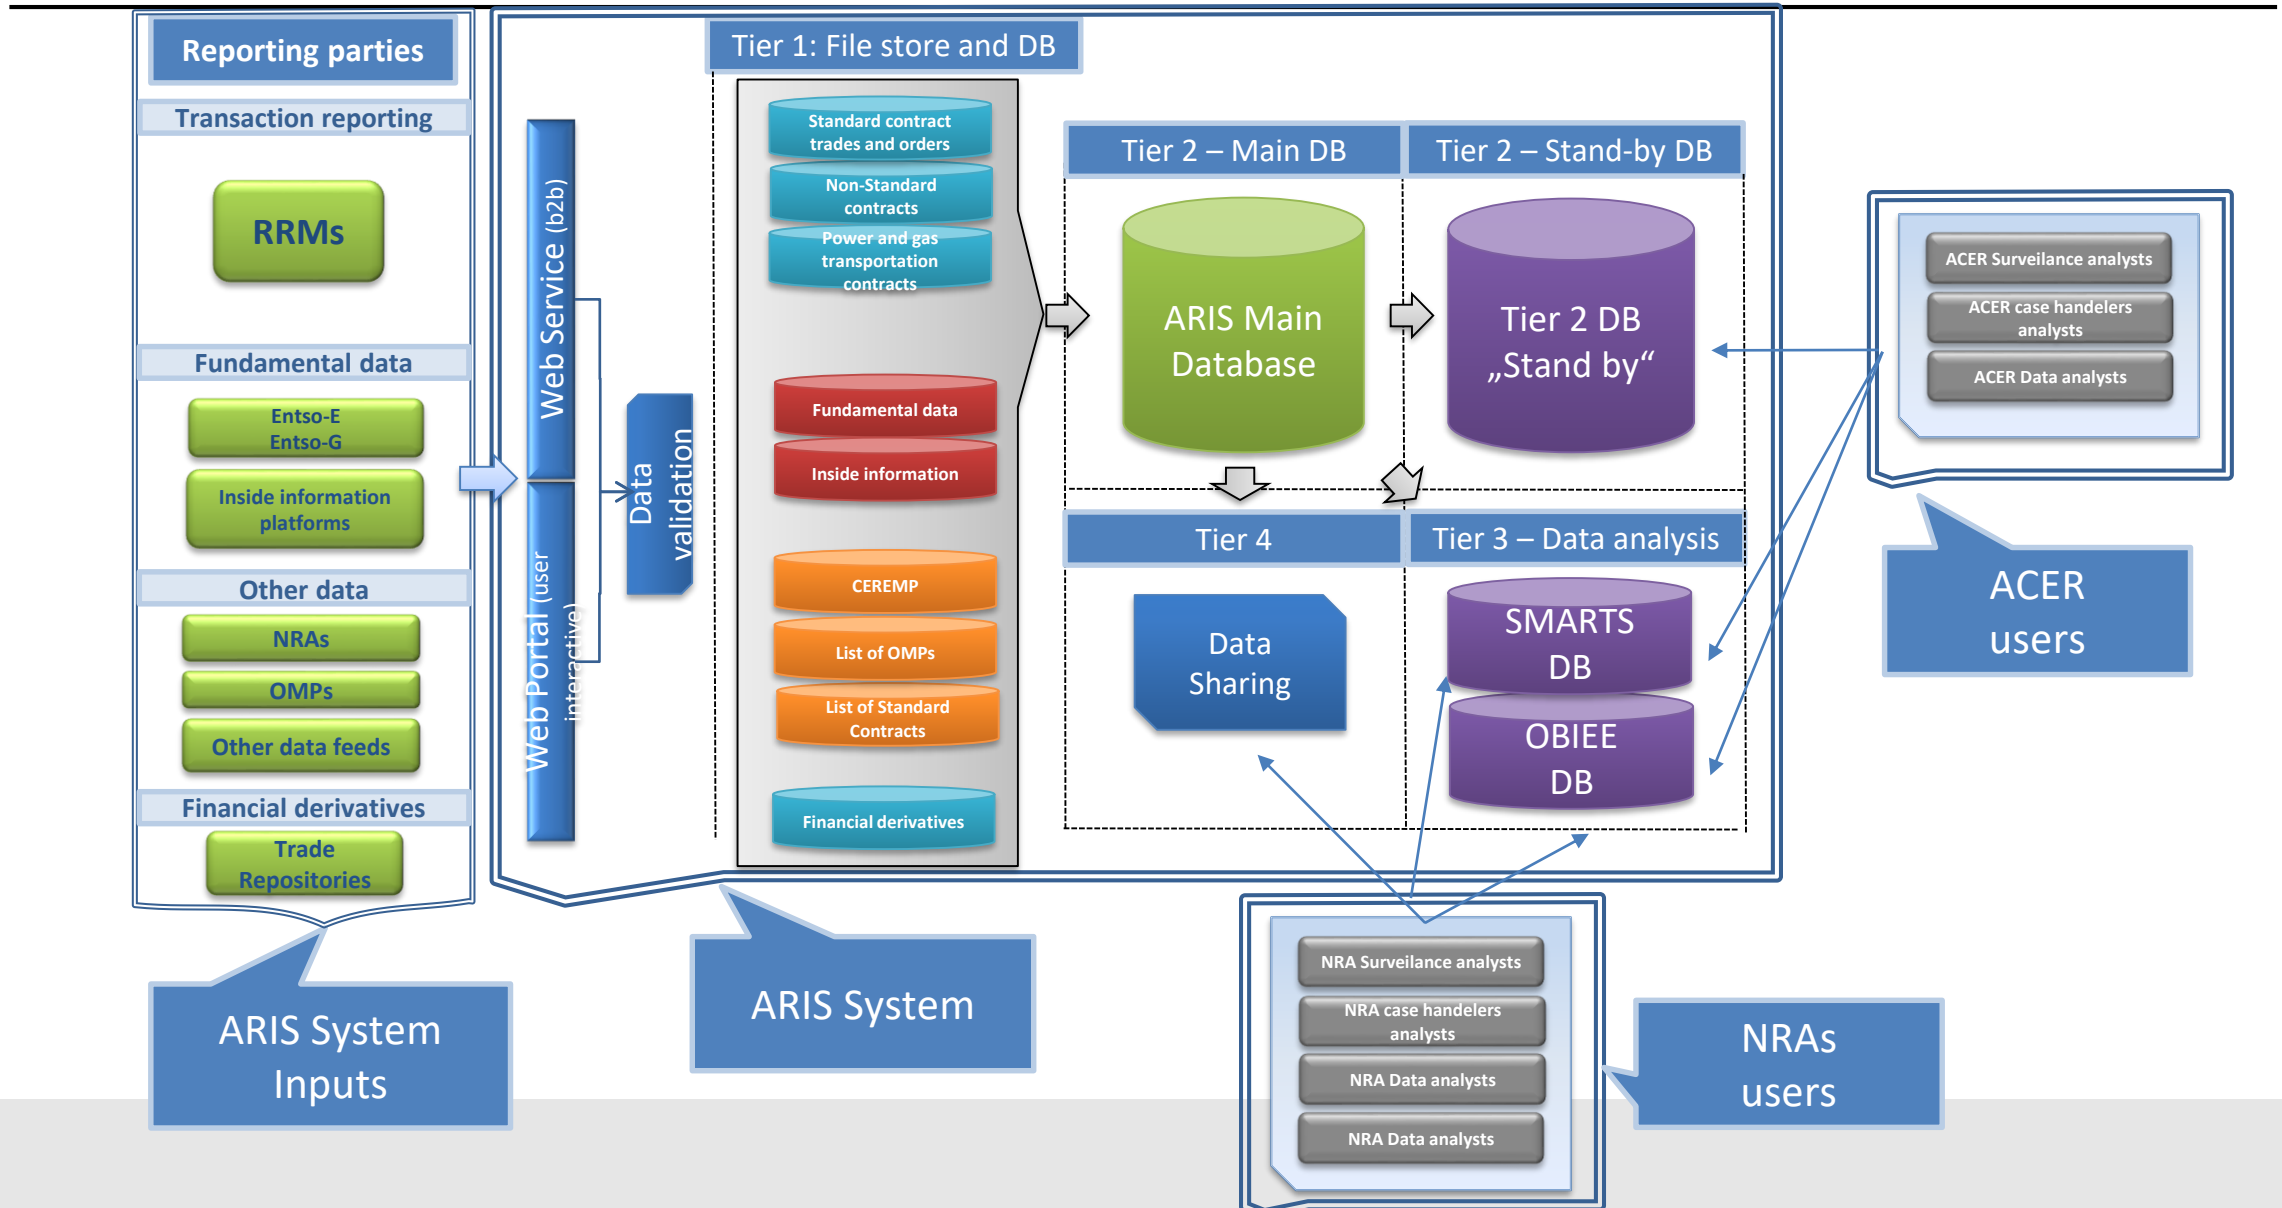 Reporting parties
Transaction reporting
RRMs
Fundamental data
Entso-E
Entso-G
Inside information
platforms
Other data
NRAs
OMPs
Other data feeds
Financial derivatives
Trade
Repositories
ARIS System
Inputs
Web Service (b2b)
Web Portal (user
interactive)
Data
validation
Tier 1: File store and DB
Standard contract
trades and orders
Non-Standard
contracts
Power and gas
transportation
contracts
Fundamental data
Inside information
CEREMP
List of OMPs
List of Standard
Contracts
Financial derivatives
ARIS System
Tier 2 – Main DB
ARIS Main
Database
Tier 2 – Stand-by DB
Tier 2 DB
„Stand by“
Tier 4
Data
Sharing
Tier 3 – Data analysis
SMARTS
DB
OBIEE
DB
ACER Surveilance analysts
ACER case handelers
analysts
ACER Data analysts
ACER
users
NRA Surveilance analysts
NRA case handelers
analysts
NRA Data analysts
NRA Data analysts
NRAs
users